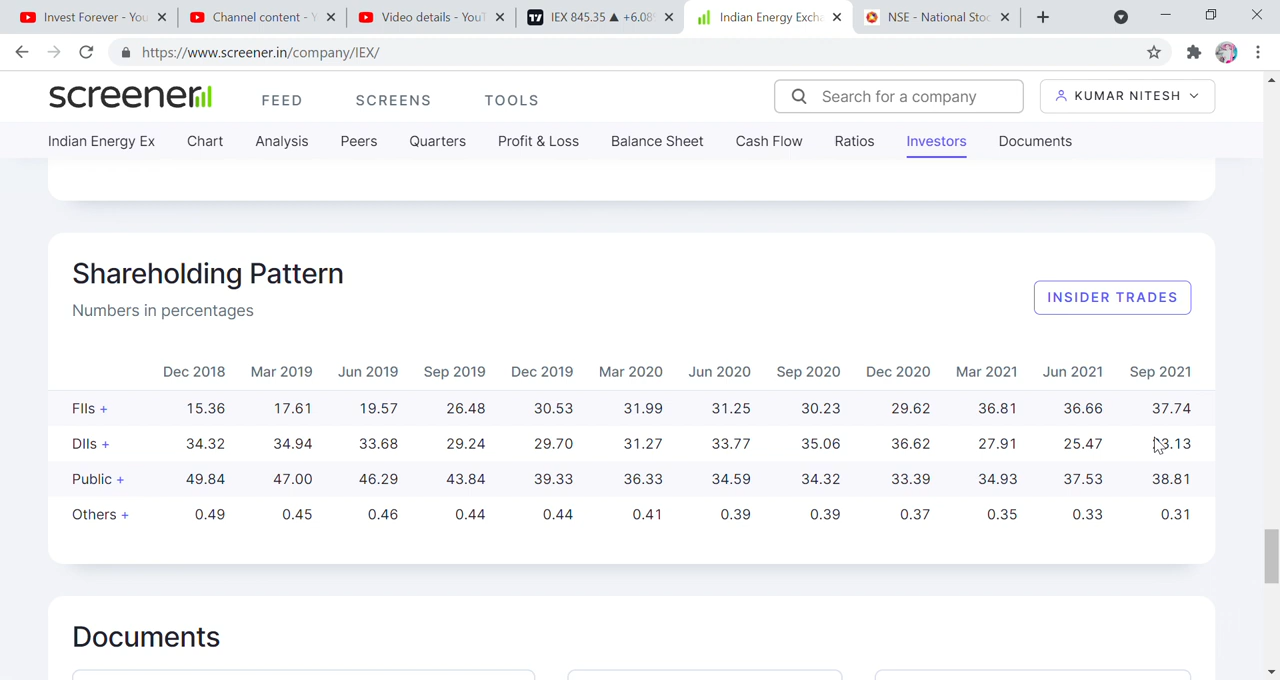 Invest Forever - You
Channel content - Y
Video details - YouT
IEX 845.35 ▲ +6.08
Indian Energy Excha
NSE - National Stoc
https://www.screener.in/company/IEX/
screener
FEED
SCREENS
TOOLS
Search for a company
KUMAR NITESH
Indian Energy Ex Chart Analysis Peers Quarters Profit & Loss Balance Sheet Cash Flow Ratios Investors Documents
Shareholding Pattern
Numbers in percentages
INSIDER TRADES
Dec 2018 Mar 2019 Jun 2019 Sep 2019 Dec 2019 Mar 2020 Jun 2020 Sep 2020 Dec 2020 Mar 2021 Jun 2021 Sep 2021
FIIs + 15.36 17.61 19.57 26.48 30.53 31.99 31.25 30.23 29.62 36.81 36.66 37.74
DIIs + 34.32 34.94 33.68 29.24 29.70 31.27 33.77 35.06 36.62 27.91 25.47
Public + 49.84 47.00 46.29 43.84 39.33 36.33 34.59 34.32 33.39 34.93 37.53 38.81
Others + 0.49 0.45 0.46 0.44 0.44 0.41 0.39 0.39 0.37 0.35 0.33 0.31
Documents